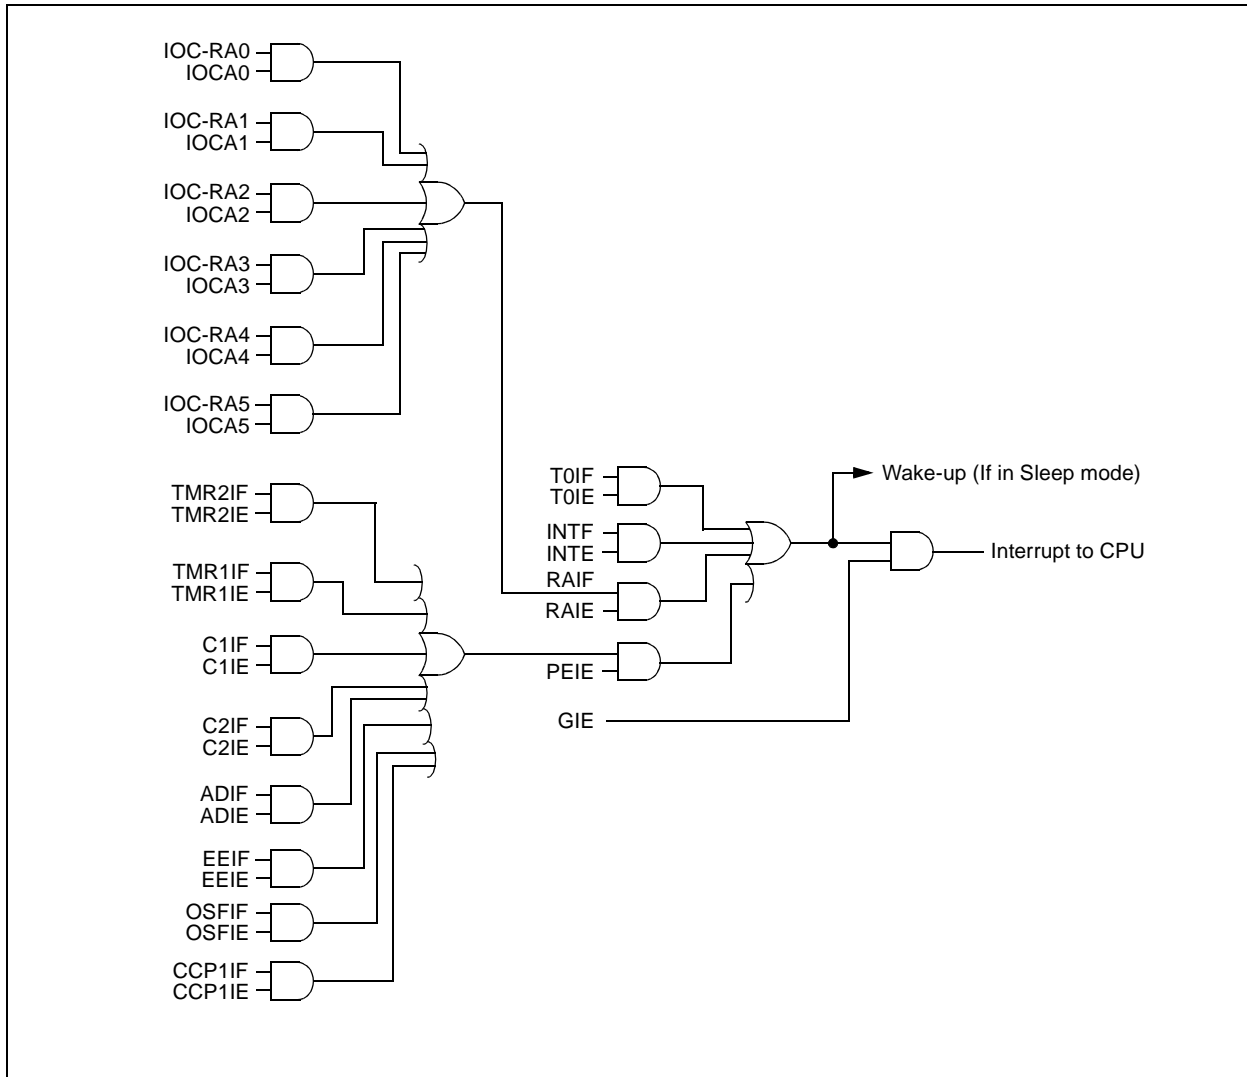 IOC-RA0
IOCA0
IOC-RA1
IOCA1
IOC-RA2
IOCA2
IOC-RA3
IOCA3
IOC-RA4
IOCA4
IOC-RA5
IOCA5
TMR2IF
TMR2IE
TMR1IF
TMR1IE
C1IF
C1IE
C2IF
C2IE
ADIF
ADIE
EEIF
EEIE
OSFIF
OSFIE
CCP1IF
CCP1IE
T0IF
T0IE
INTF
INTE
RAIF
RAIE
PEIE
GIE
Wake-up (If in Sleep mode)
Interrupt to CPU